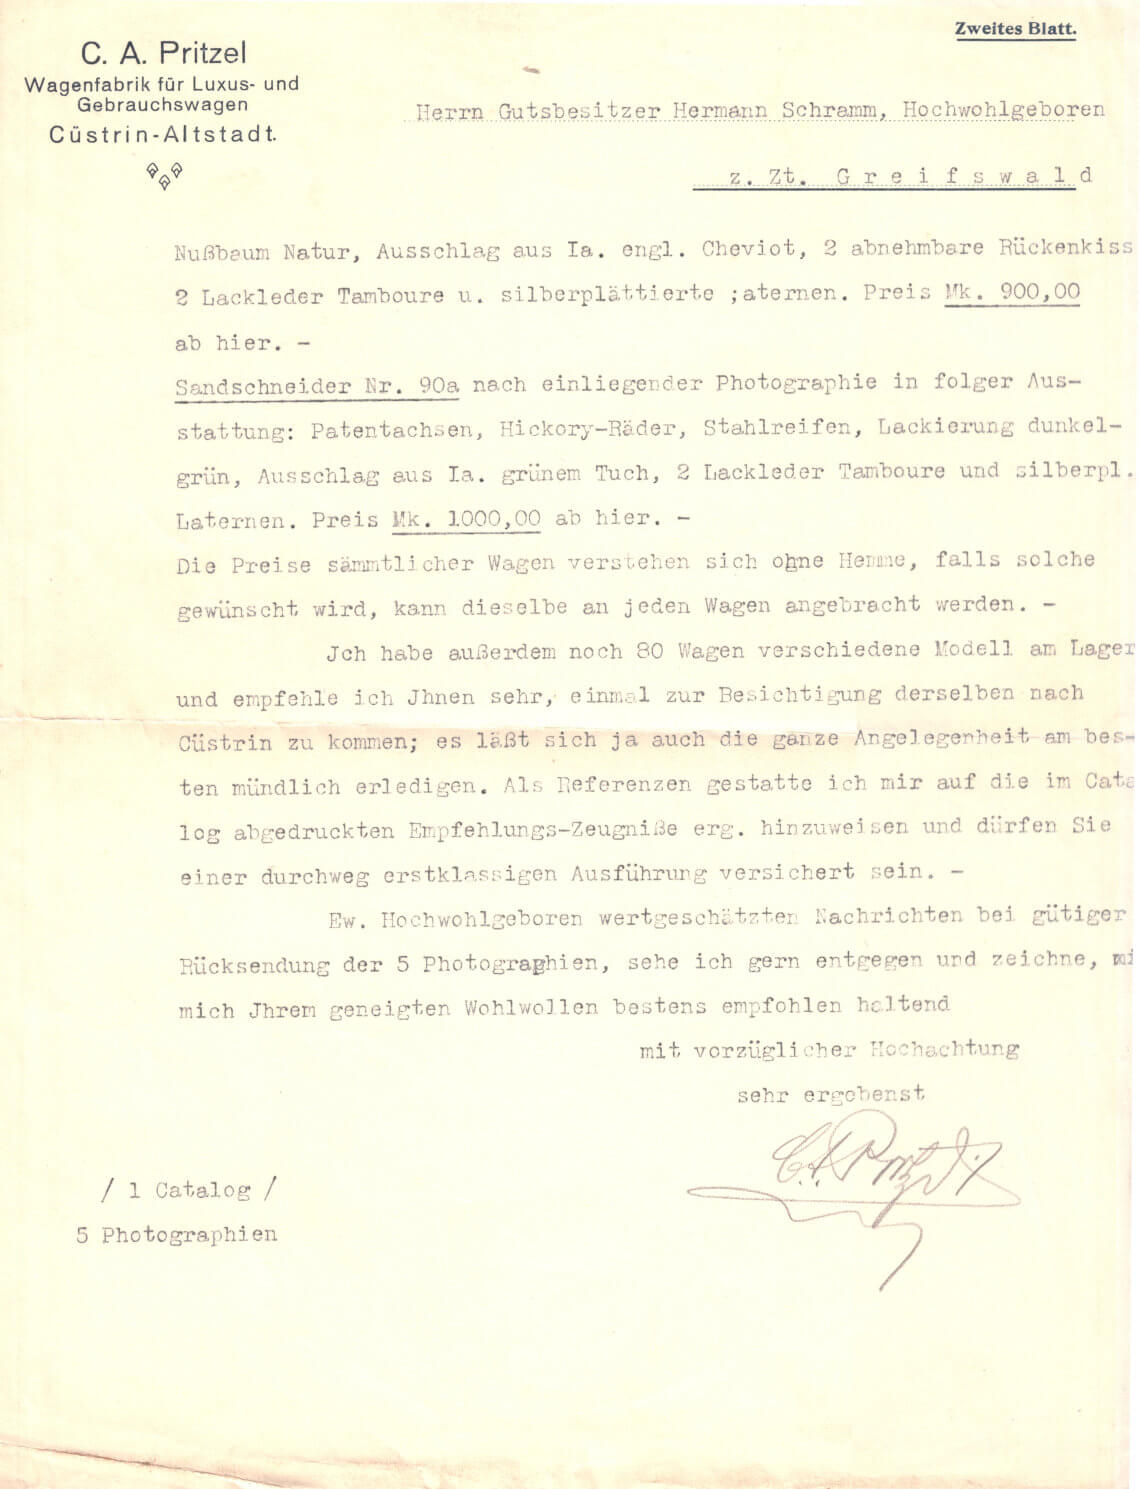 Zweites Blatt.
C. A. Pritzel
Wagenfabrik für Luxus- und
Gebrauchswagen
Cüstrin-Altstadt.
Herrn Gutsbesitzer Hermann Schramm, Hochwohlgeboren
z. Zt. Greifswald
Nußbaum Natur, Ausschlag aus Ia. engl. Cheviot, 2 abnehmbare Rückenkiss
2 Lackleder Tamboure u. silberplättierte ;aternen. Preis Mk. 900,00
ab hier. –
Sandschneider Nr. 90a nach einliegender Photographie in folger Aus-
stattung: Patentachsen, Hickory-Räder, Stahlreifen, Lackierung dunkel-
grün, Ausschlag aus Ia. grünem Tuch, 2 Lackleder Tamboure und silberpl.
Laternen. Preis Mk. 1000,00 ab hier. –
Die Preise sämmtlicher Wagen verstehen sich ohne Hemme, falls solche
gewünscht wird, kann dieselbe an jeden Wagen angebracht werden. –
Jch habe außerdem noch 80 Wagen verschiedene Modell am Lager
und empfehle ich Jhnen sehr, einmal zur Besichtigung derselben nach
Cüstrin zu kommen; es läßt sich ja auch die ganze Angelegenheit am bes-
ten mündlich erledigen. Als Referenzen gestatte ich mir auf die im Cata
log abgedruckten Empfehlungs-Zeugniße erg. hinzuweisen und dürfen Sie
einer durchweg erstklassigen Ausführung versichert sein. –
Ew. Hochwohlgeboren wertgeschätzten Nachrichten bei gütiger
Rücksendung der 5 Photographien, sehe ich gern entgegen und zeichne, mi
mich Jhrem geneigten Wohlwollen bestens empfohlen haltend
mit vorzüglicher Hochachtung
sehr ergebenst
C. A. Pritzel
/ 1 Catalog /
5 Photographien